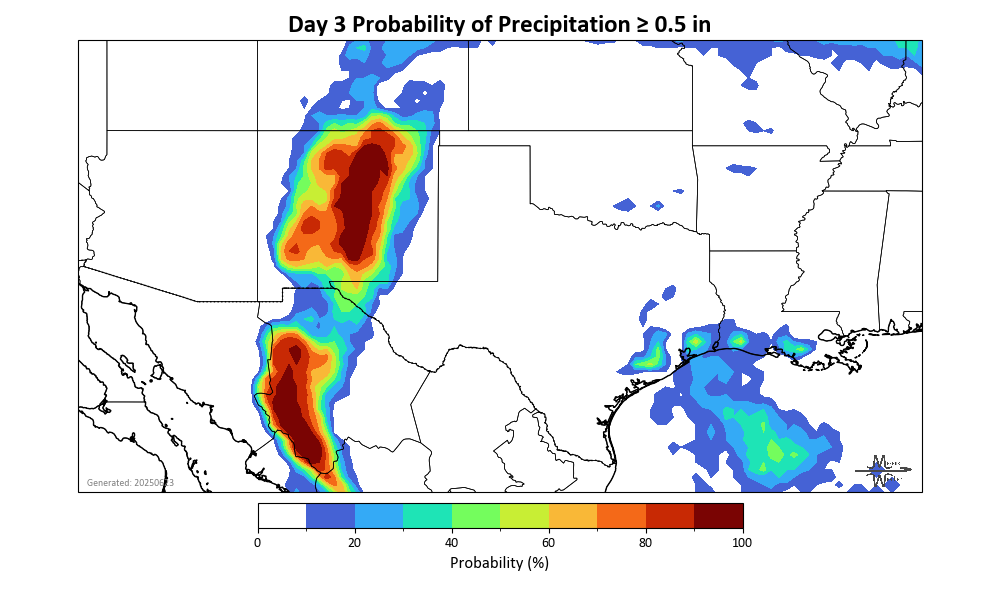 Day 3 Probability of Precipitation ≥ 0.5 in
Generated: 20250623
0 20 40 60 80 100
Probability (%)